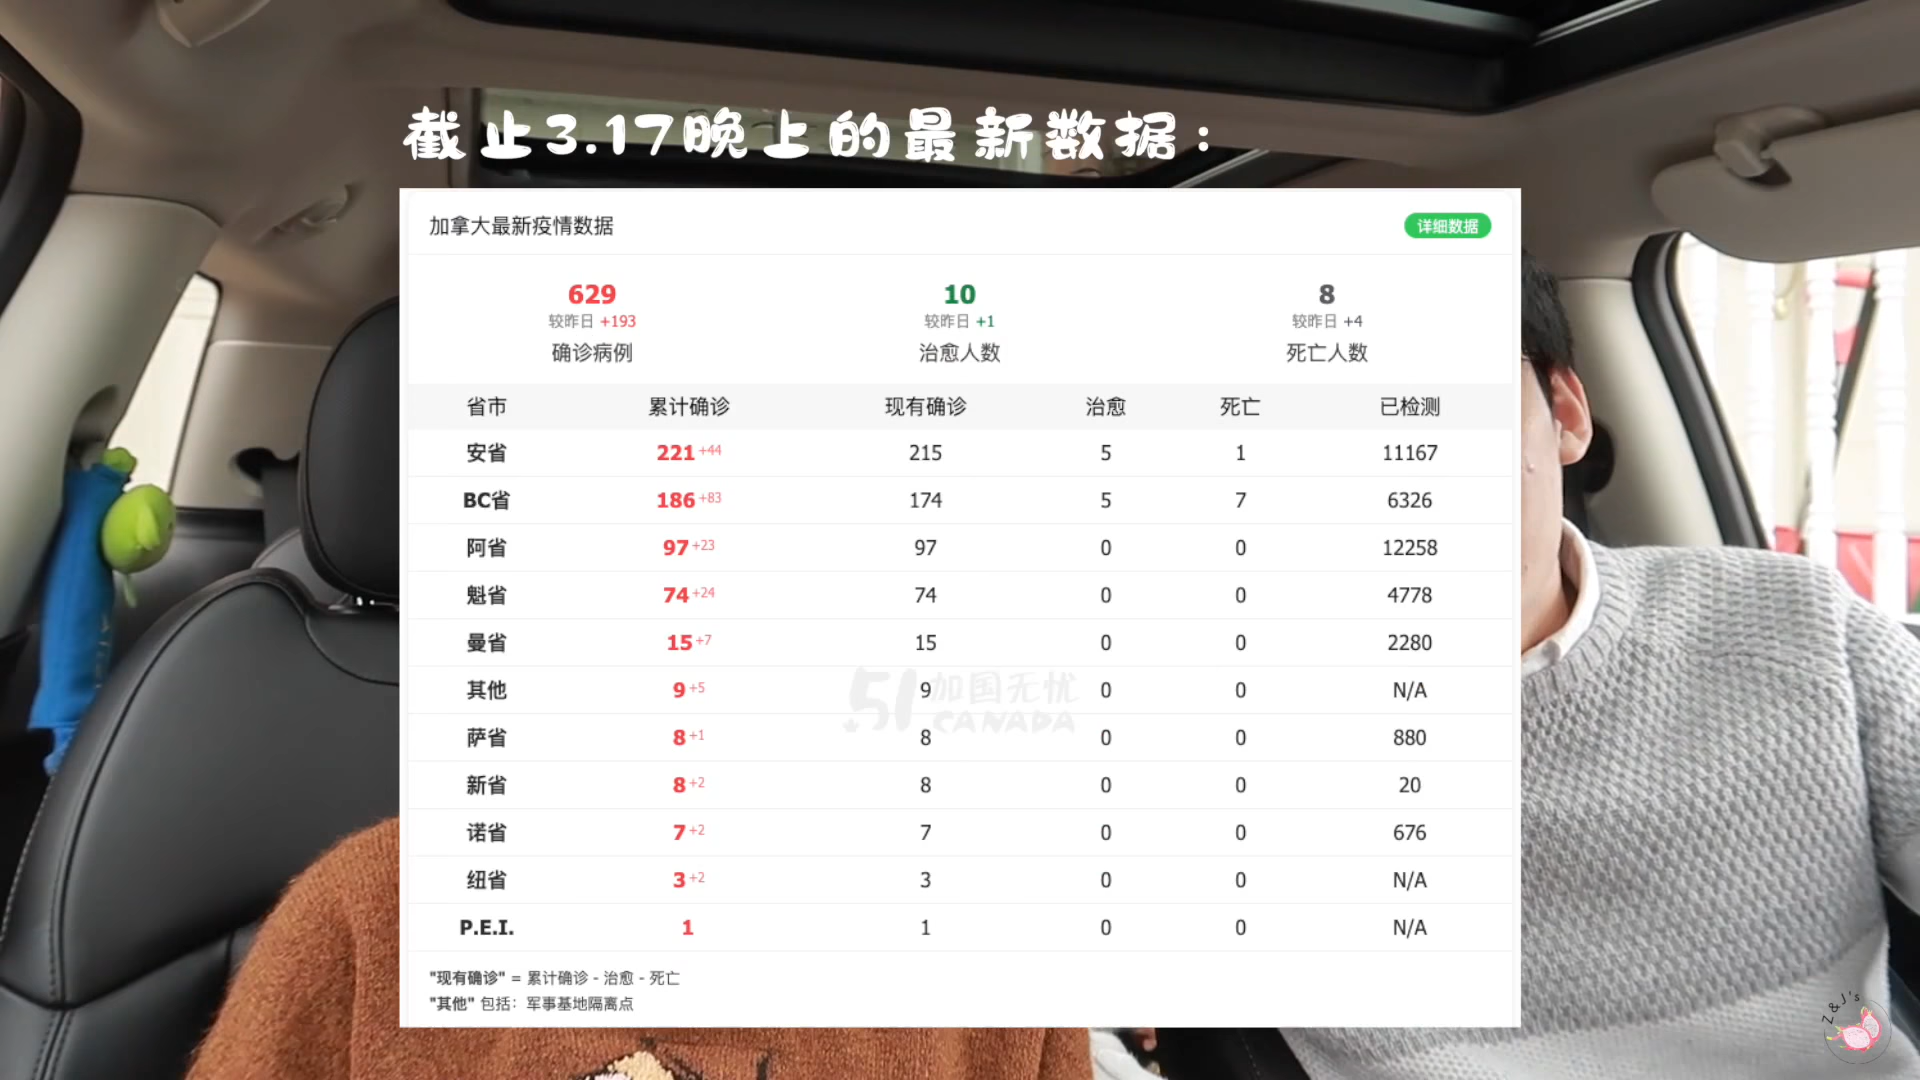 截止3.17晚上的最新数据：
加拿大最新疫情数据 详细数据
629 10 8
较昨日 +193 较昨日 +1 较昨日 +4
确诊病例 治愈人数 死亡人数
省市 累计确诊 现有确诊 治愈 死亡 已检测
安省 221 +44 215 5 1 11167
BC省 186 +83 174 5 7 6326
阿省 97 +23 97 0 0 12258
魁省 74 +24 74 0 0 4778
曼省 15 +7 15 0 0 2280
其他 9 +5 9 0 0 N/A
51 加国无忧
CANADA
萨省 8 +1 8 0 0 880
新省 8 +2 8 0 0 20
诺省 7 +2 7 0 0 676
纽省 3 +2 3 0 0 N/A
P.E.I. 1 1 0 0 N/A
"现有确诊" = 累计确诊 - 治愈 - 死亡
"其他" 包括：军事基地隔离点
Z&J's